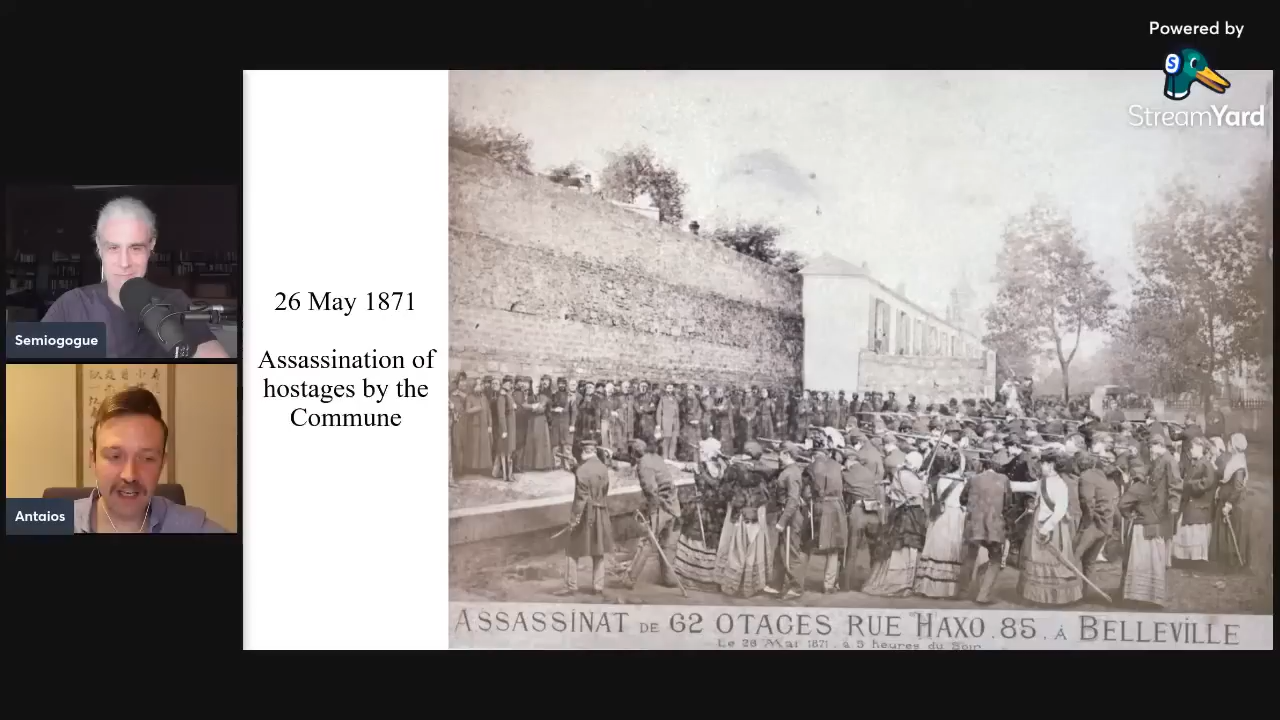 Powered by
StreamYard
Semiogogue
Antaios
26 May 1871
Assassination of
hostages by the
Commune
ASSASSINAT DE 62 OTAGES RUE HAXO . 85 . À BELLEVILLE
Le 26 Mai 1871 . à 5 heures du Soir